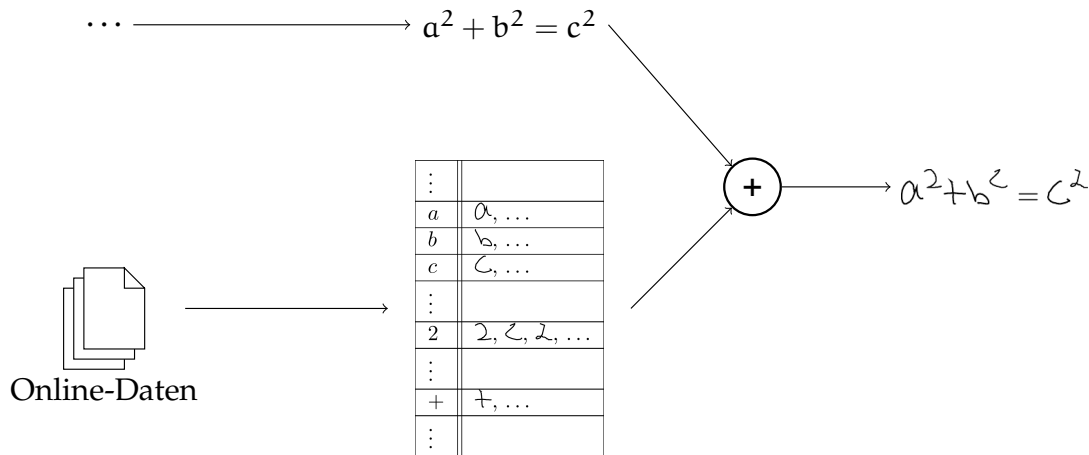 ⋯ a² + b² = c²
⋮
a a, …
b b, …
c c, …
⋮
2 2, 2, 2, …
⋮
+ +, …
⋮
+
a²+b²=c²
Online-Daten